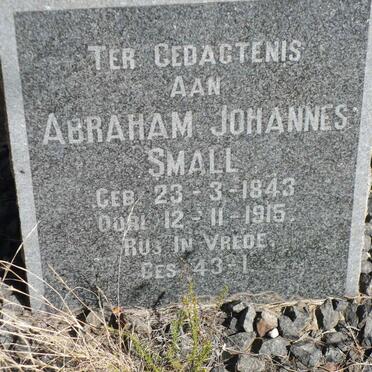 TER GEDAGTENIS
AAN
ABRAHAM JOHANNES
SMALL
GEB. 23-3-1843
OORL. 12-11-1915.
RUS IN VREDE.
GES. 43-1